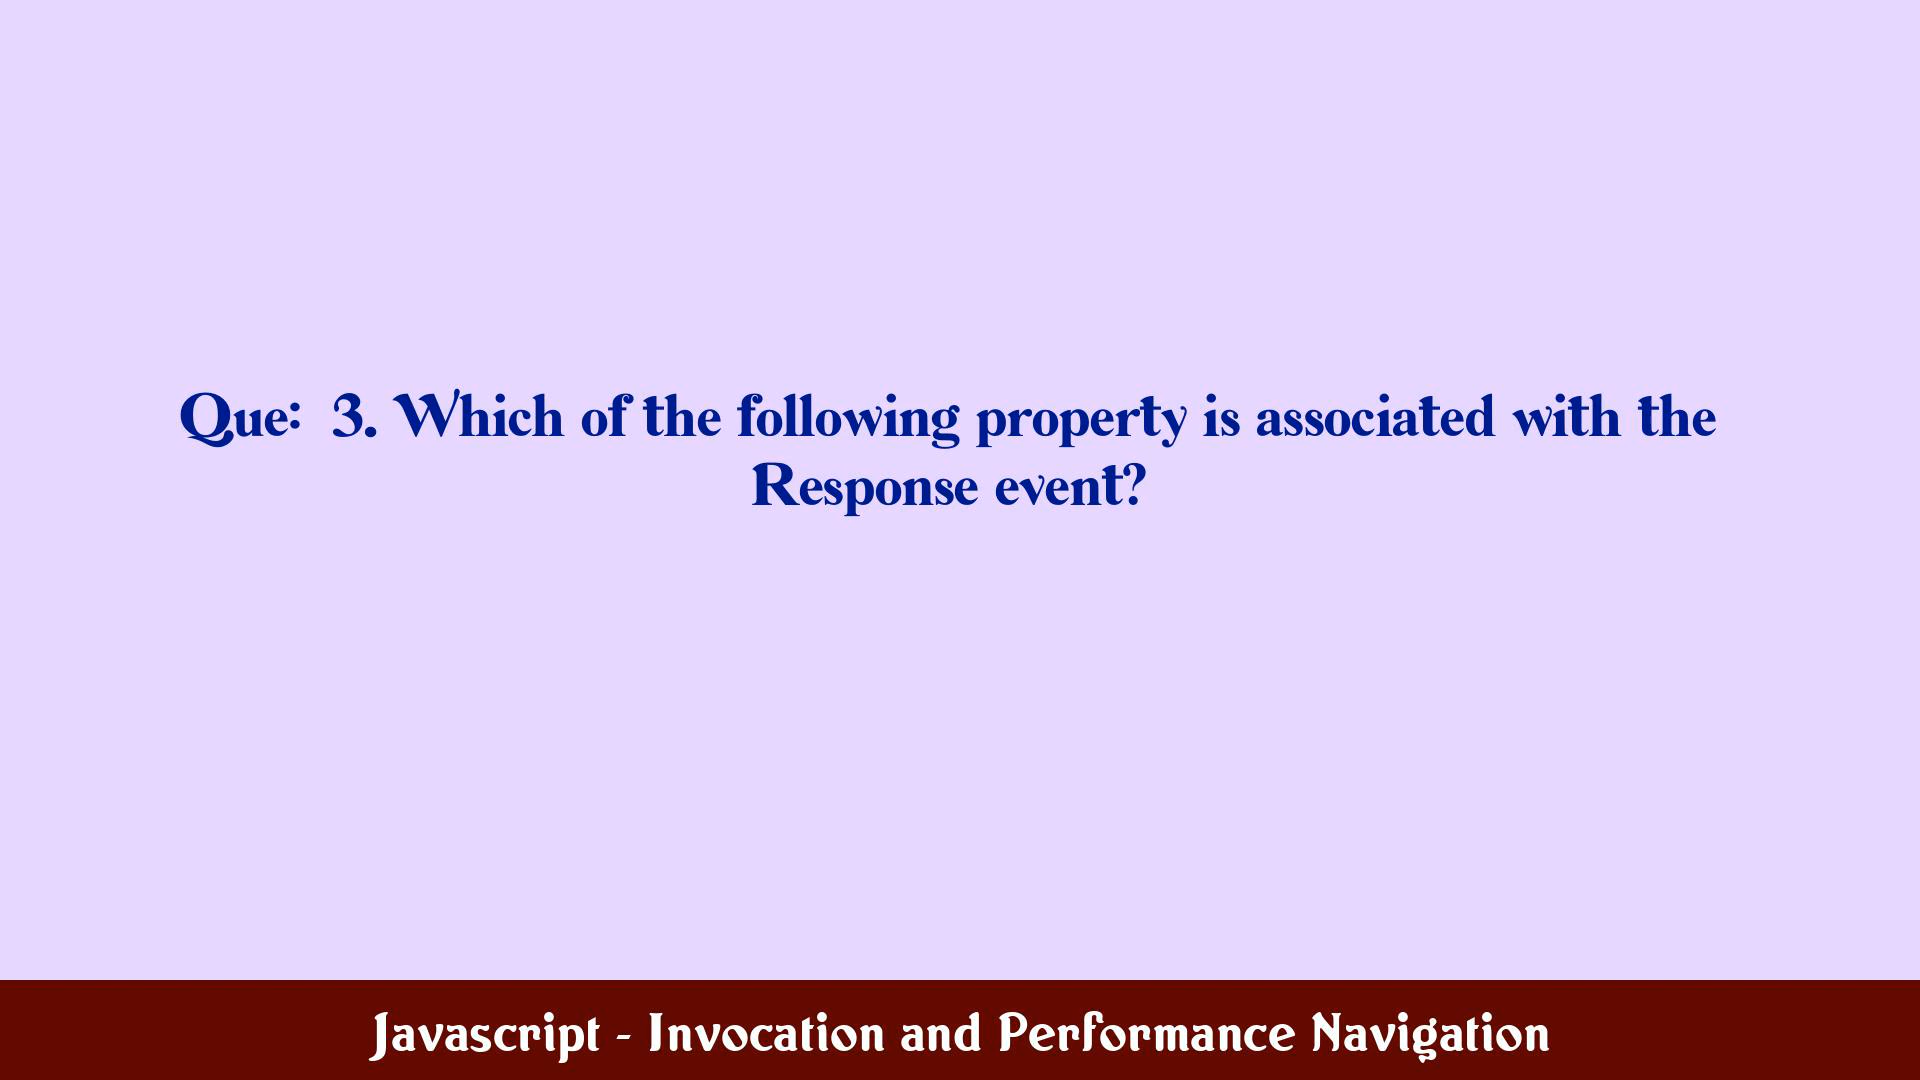 Que: 3. Which of the following property is associated with the
Response event?
Javascript - Invocation and Performance Navigation